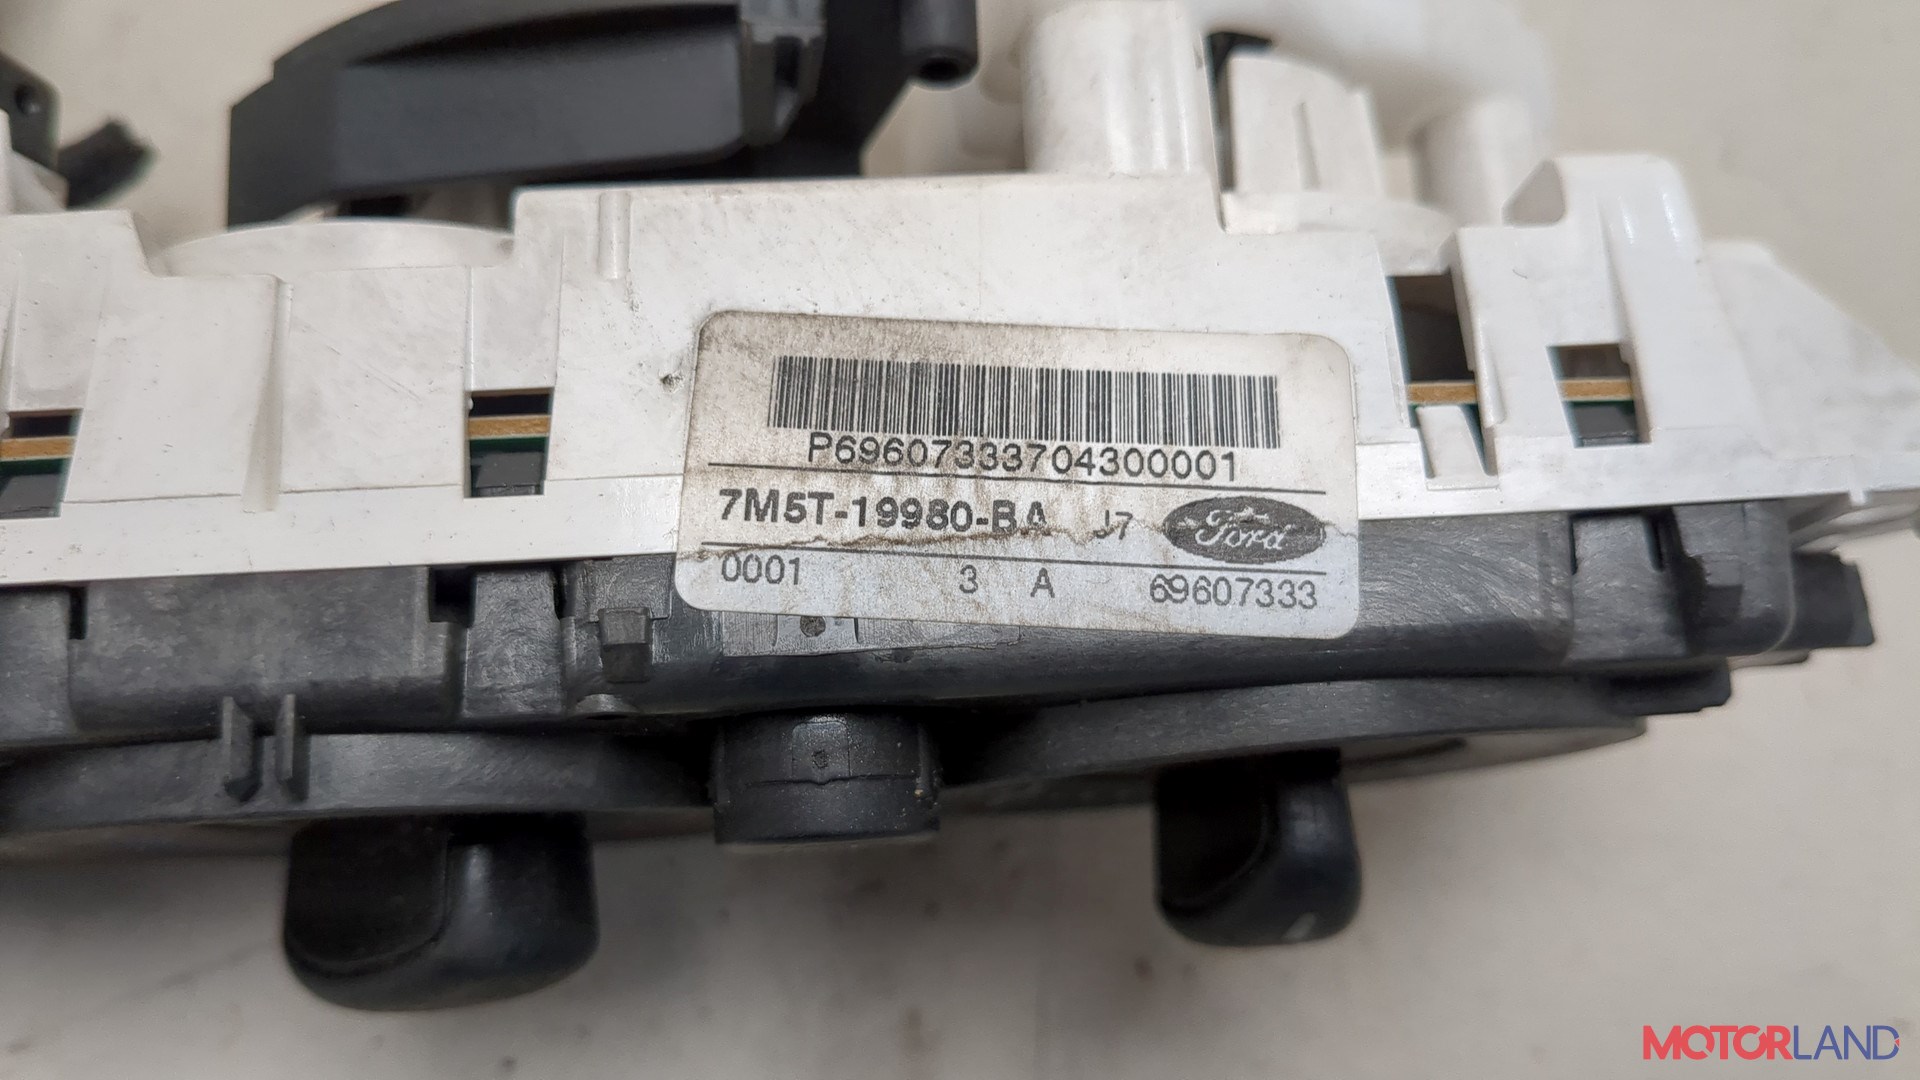 P69607333704300001
7M5T-19980-BA J7 Ford
0001 3 A 69607333
MOTORLAND